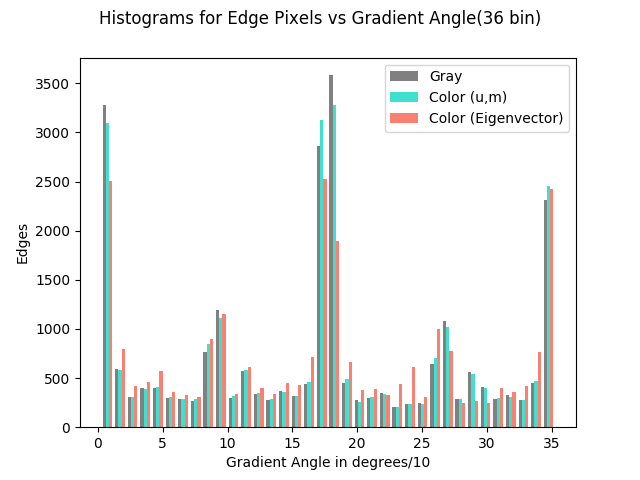 Histograms for Edge Pixels vs Gradient Angle(36 bin)
Gray
Color (u,m)
Color (Eigenvector)
Edges
3500
3000
2500
2000
1500
1000
500
0
0 5 10 15 20 25 30 35
Gradient Angle in degrees/10